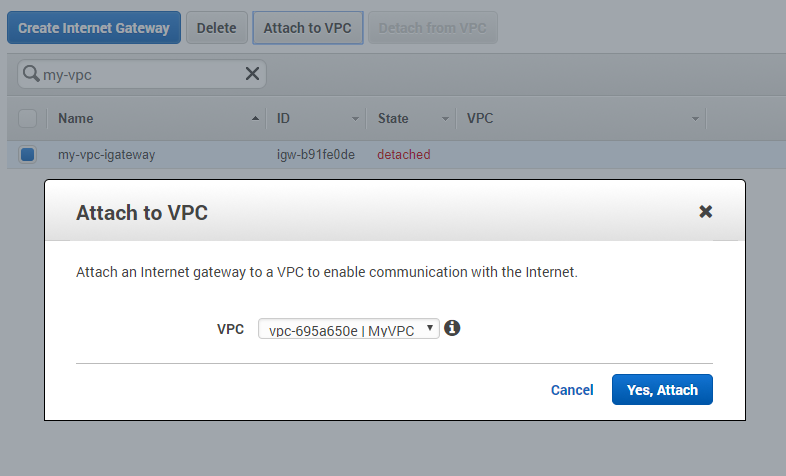 Create Internet Gateway Delete Attach to VPC Detach from VPC
my-vpc
Name ID State VPC
my-vpc-igateway igw-b91fe0de detached
Attach to VPC
Attach an Internet gateway to a VPC to enable communication with the Internet.
VPC vpc-695a650e | MyVPC
Cancel Yes, Attach